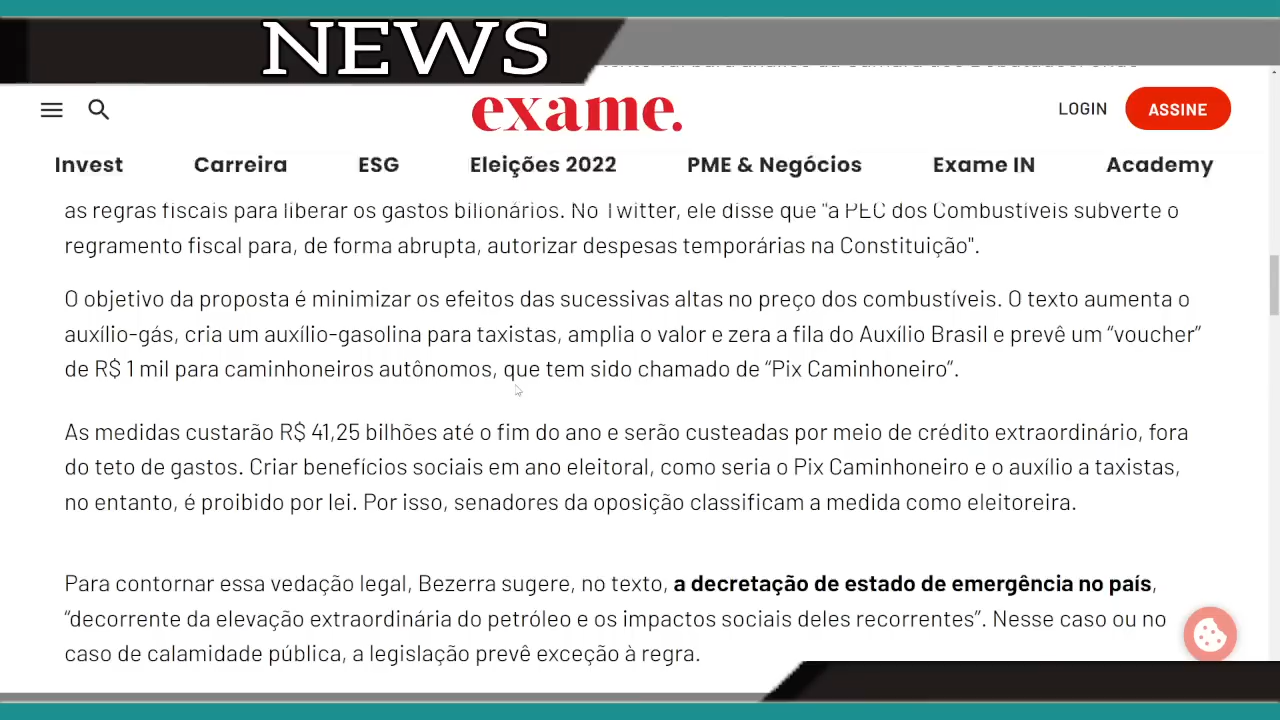 NEWS
exame.
LOGIN
ASSINE
Invest
Carreira
ESG
Eleições 2022
PME & Negócios
Exame IN
Academy
as regras fiscais para liberar os gastos bilionários. No Twitter, ele disse que "a PEC dos Combustíveis subverte o
regramento fiscal para, de forma abrupta, autorizar despesas temporárias na Constituição".
O objetivo da proposta é minimizar os efeitos das sucessivas altas no preço dos combustíveis. O texto aumenta o
auxílio-gás, cria um auxílio-gasolina para taxistas, amplia o valor e zera a fila do Auxílio Brasil e prevê um “voucher”
de R$ 1 mil para caminhoneiros autônomos, que tem sido chamado de “Pix Caminhoneiro”.
As medidas custarão R$ 41,25 bilhões até o fim do ano e serão custeadas por meio de crédito extraordinário, fora
do teto de gastos. Criar benefícios sociais em ano eleitoral, como seria o Pix Caminhoneiro e o auxílio a taxistas,
no entanto, é proibido por lei. Por isso, senadores da oposição classificam a medida como eleitoreira.
Para contornar essa vedação legal, Bezerra sugere, no texto, a decretação de estado de emergência no país,
“decorrente da elevação extraordinária do petróleo e os impactos sociais deles recorrentes”. Nesse caso ou no
caso de calamidade pública, a legislação prevê exceção à regra.